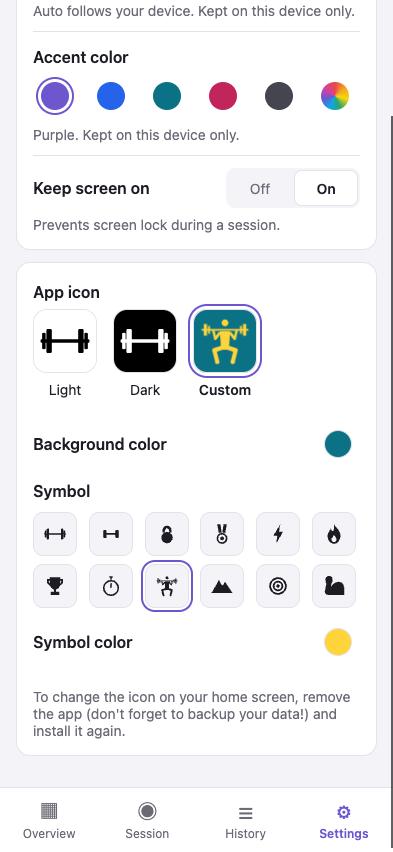 Auto follows your device. Kept on this device only.
Accent color
Purple. Kept on this device only.
Keep screen on
Off
On
Prevents screen lock during a session.
App icon
Light
Dark
Custom
Background color
Symbol
Symbol color
To change the icon on your home screen, remove
the app (don't forget to backup your data!) and
install it again.
Overview
Session
History
Settings